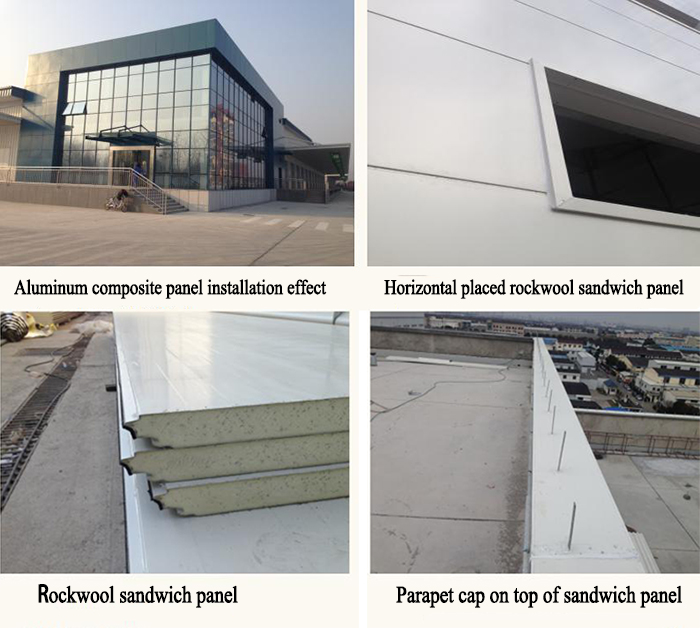 Aluminum composite panel installation effect
Horizontal placed rockwool sandwich panel
Rockwool sandwich panel
Parapet cap on top of sandwich panel